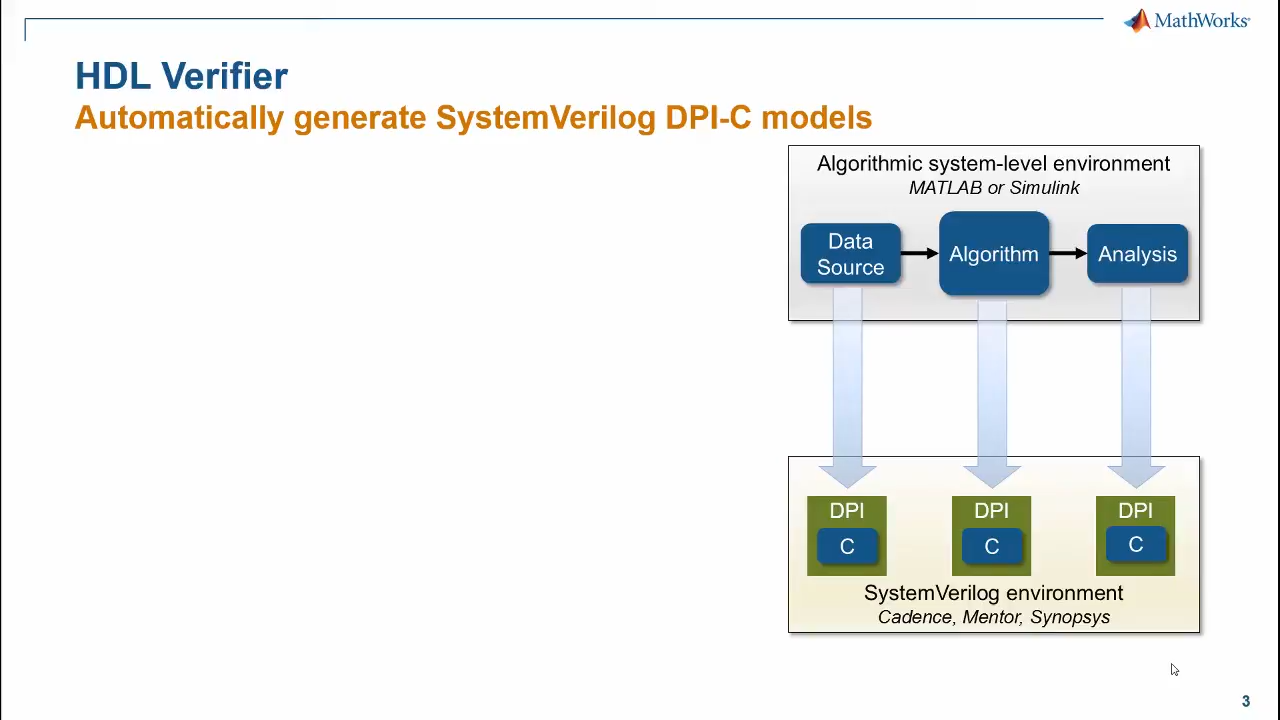 MathWorks®
HDL Verifier
Automatically generate SystemVerilog DPI-C models
Algorithmic system-level environment
MATLAB or Simulink
Data
Source
Algorithm
Analysis
DPI
C
DPI
C
DPI
C
SystemVerilog environment
Cadence, Mentor, Synopsys
3